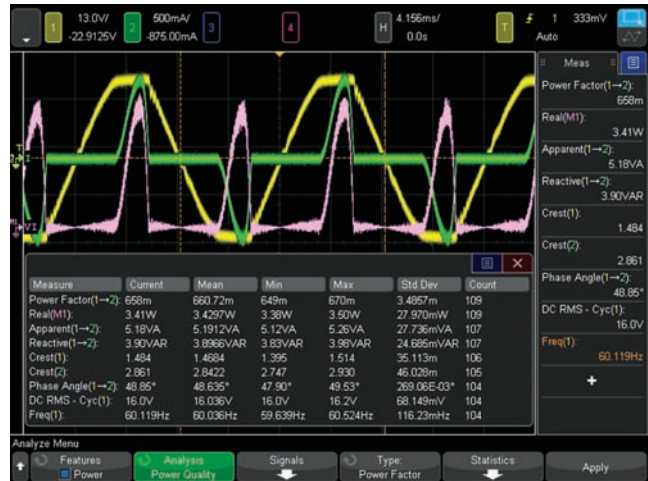 1 13.0V/ -22.9125V 2 500mA/ -875.00mA 3 4 H 4.156ms/ 0.0s T 1 333mV Auto
Meas
Power Factor(1→2):
658m
Real(M1):
3.41W
Apparent(1→2):
5.18VA
Reactive(1→2):
3.90VAR
Crest(1):
1.484
Crest(2):
2.861
Phase Angle(1→2):
48.85°
DC RMS - Cyc(1):
16.0V
Freq(1):
60.119Hz
+
T
I
VI
Measure Current Mean Min Max Std Dev Count
Power Factor(1→2): 658m 660.72m 649m 670m 3.4857m 109
Real(M1): 3.41W 3.4297W 3.38W 3.50W 27.970mW 109
Apparent(1→2): 5.18VA 5.1912VA 5.12VA 5.26VA 27.736mVA 107
Reactive(1→2): 3.90VAR 3.8966VAR 3.83VAR 3.98VAR 24.685mVAR 107
Crest(1): 1.484 1.4684 1.395 1.514 35.113m 106
Crest(2): 2.861 2.8422 2.747 2.930 46.028m 105
Phase Angle(1→2): 48.85° 48.635° 47.90° 49.53° 269.06E-03° 104
DC RMS - Cyc(1): 16.0V 16.036V 16.0V 16.2V 68.149mV 104
Freq(1): 60.119Hz 60.036Hz 59.639Hz 60.524Hz 116.23mHz 104
Analyze Menu
Features
Power
Analysis
Power Quality
Signals
Type:
Power Factor
Statistics
Apply